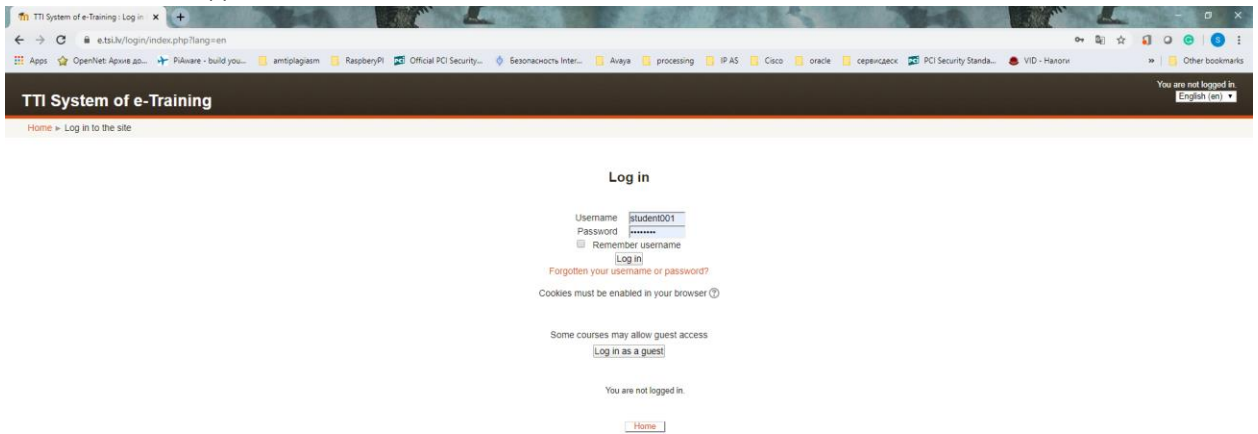 TTI System of e-Training : Log in
e.tsi.lv/login/index.php?lang=en
Apps OpenNet: Архив до... PiAware - build you... amtiplagiasm RaspberyPI Official PCI Security... Безопасность Inter... Avaya processing IP AS Cisco oracle сервисдеск PCI Security Standa... VID - Налоги » Other bookmarks
You are not logged in.
TTI System of e-Training
English (en)
Home ► Log in to the site
Log in
Username student001
Password ••••••••
Remember username
Log in
Forgotten your username or password?
Cookies must be enabled in your browser ?
Some courses may allow guest access
Log in as a guest
You are not logged in.
Home